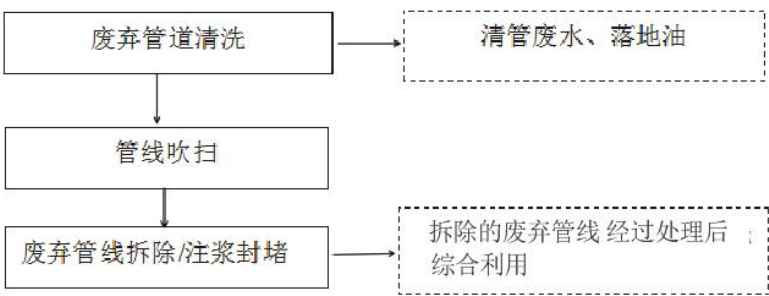 废弃管道清洗
清管废水、落地油
管线吹扫
废弃管线拆除/注浆封堵
拆除的废弃管线 经过处理后
综合利用